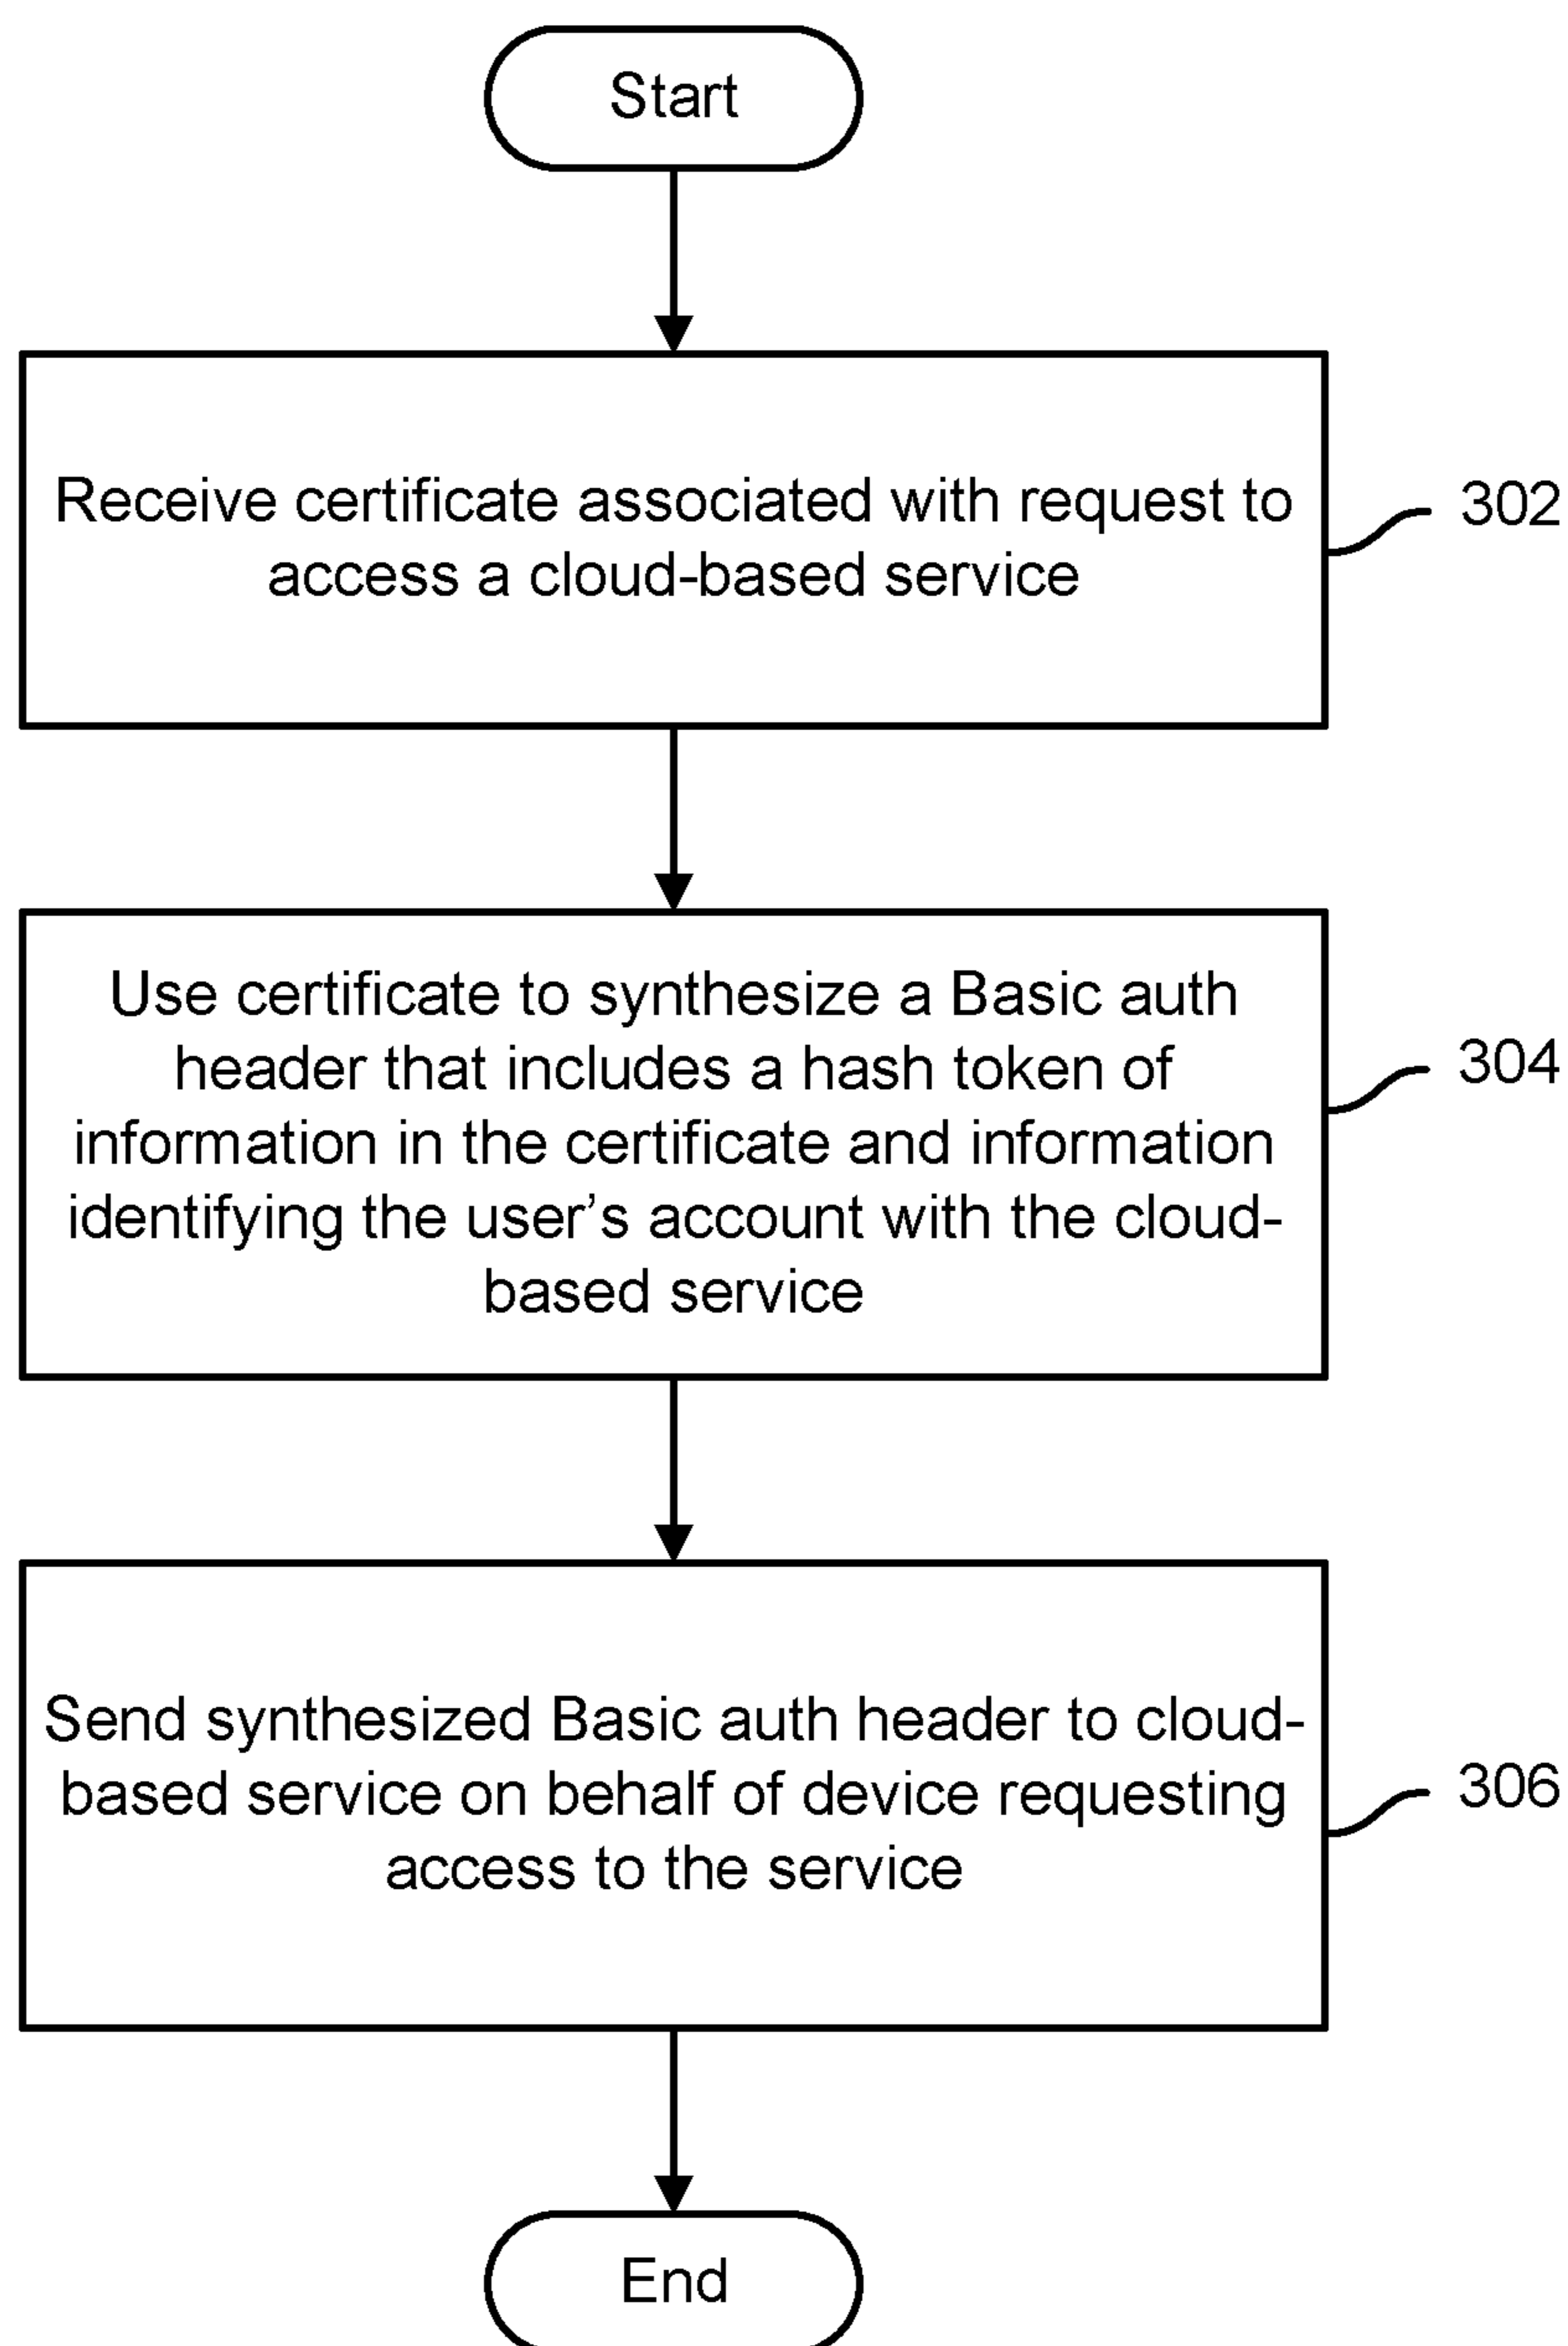 Start
Receive certificate associated with request to
access a cloud-based service
302
Use certificate to synthesize a Basic auth
header that includes a hash token of
information in the certificate and information
identifying the user’s account with the cloud-
based service
304
Send synthesized Basic auth header to cloud-
based service on behalf of device requesting
access to the service
306
End